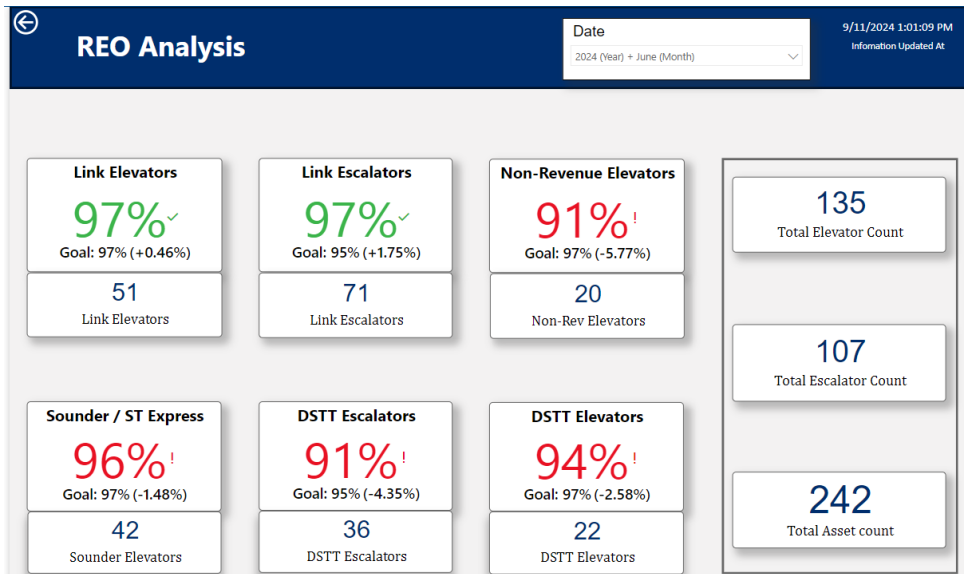 REO Analysis
Date
2024 (Year) + June (Month)
9/11/2024 1:01:09 PM
Infomation Updated At
Link Elevators
97%
Goal: 97% (+0.46%)
51
Link Elevators
Link Escalators
97%
Goal: 95% (+1.75%)
71
Link Escalators
Non-Revenue Elevators
91%!
Goal: 97% (-5.77%)
20
Non-Rev Elevators
135
Total Elevator Count
107
Total Escalator Count
Sounder / ST Express
96%!
Goal: 97% (-1.48%)
42
Sounder Elevators
DSTT Escalators
91%!
Goal: 95% (-4.35%)
36
DSTT Escalators
DSTT Elevators
94%!
Goal: 97% (-2.58%)
22
DSTT Elevators
242
Total Asset count